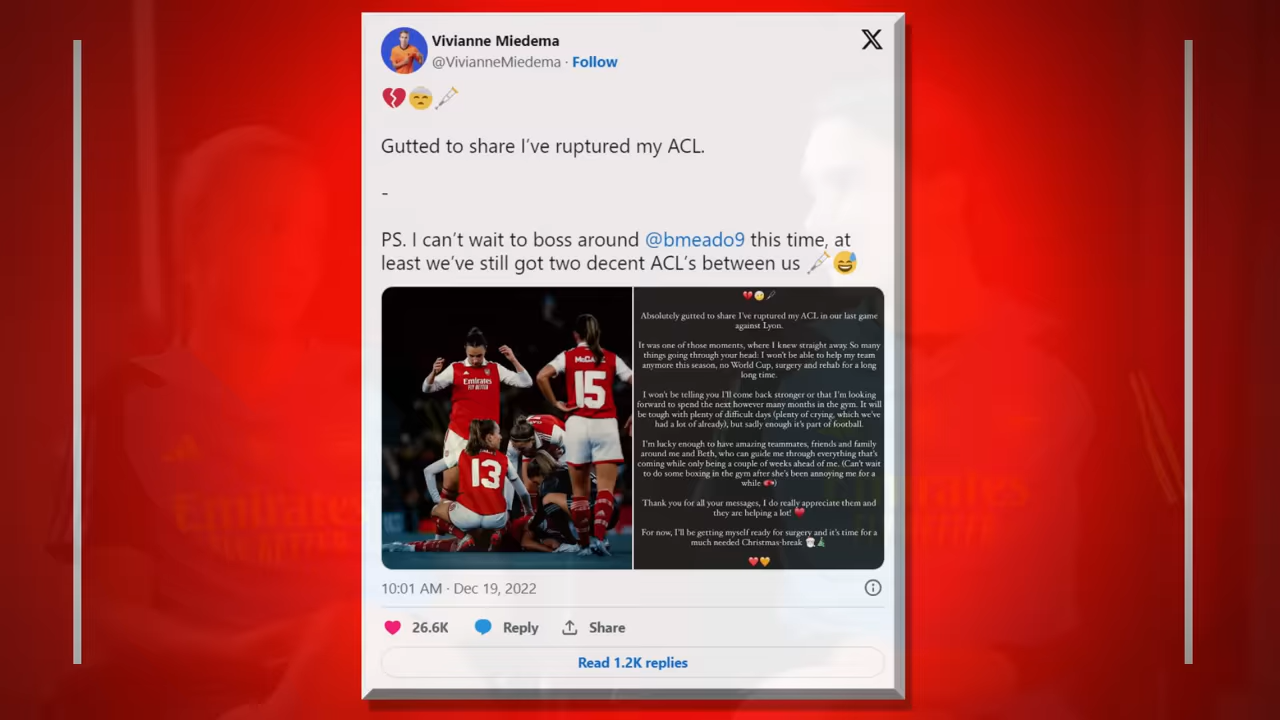 Vivianne Miedema
@VivianneMiedema · Follow
X
💔🤕🦯
Gutted to share I've ruptured my ACL.
-
PS. I can't wait to boss around @bmeado9 this time, at
least we've still got two decent ACL's between us 🦯😅
Emirates
FLY BETTER
McCA
15
13
💔🤕🦯
Absolutely gutted to share I've ruptured my ACL in our last game
against Lyon.
It was one of those moments, where I knew straight away. So many
things going through your head: I won't be able to help my team
anymore this season, no World Cup, surgery and rehab for a long
long time.
I won't be telling you I'll come back stronger or that I'm looking
forward to spend the next however many months in the gym. It will
be tough with plenty of difficult days (plenty of crying, which we've
had a lot of already), but sadly enough it's part of football.
I'm lucky enough to have amazing teammates, friends and family
around me and Beth, who can guide me through everything that's
coming while only being a couple of weeks ahead of me. (Can't wait
to do some boxing in the gym after she's been annoying me for a
while 🥊)
Thank you for all your messages, I do really appreciate them and
they are helping a lot! ❤️
For now, I'll be getting myself ready for surgery and it's time for a
much needed Christmas-break 🎅🎄
❤️🧡
10:01 AM · Dec 19, 2022
26.6K Reply Share
Read 1.2K replies
Emirates
Emirates